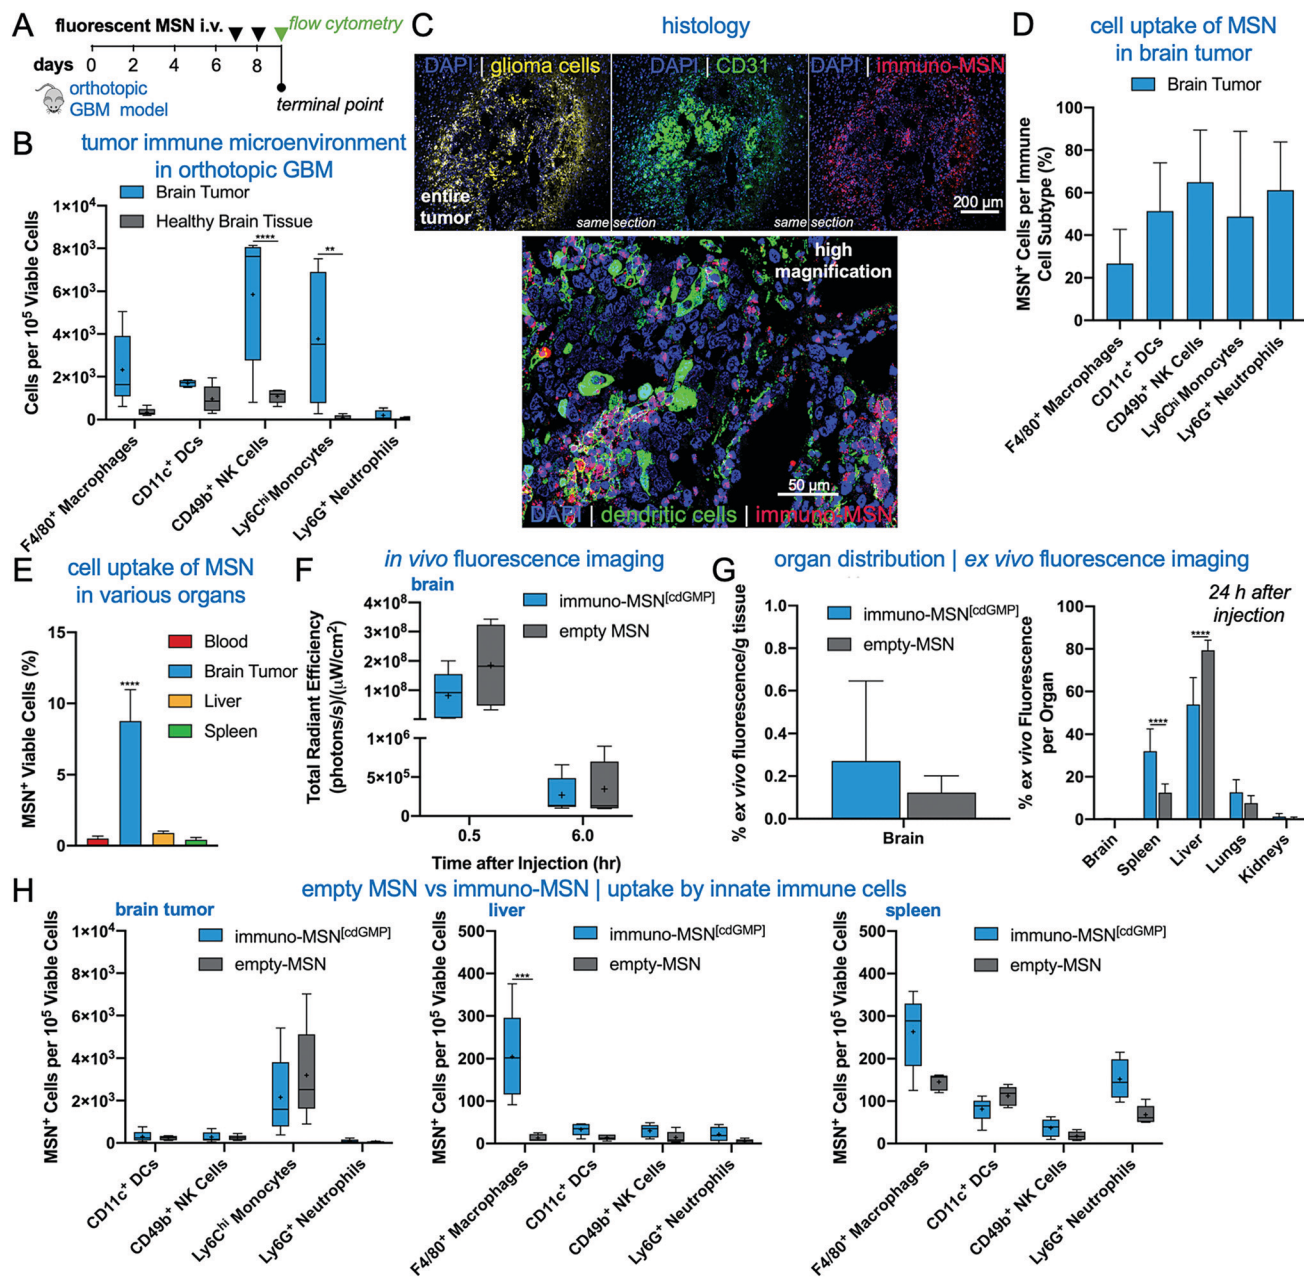 A
fluorescent MSN i.v.
flow cytometry
days 0 2 4 6 8
orthotopic
GBM model
terminal point
B
tumor immune microenvironment
in orthotopic GBM
Brain Tumor
Healthy Brain Tissue
Cells per 10⁵ Viable Cells
1×10⁴
8×10³
6×10³
4×10³
2×10³
0
****
**
F4/80⁺ Macrophages
CD11c⁺ DCs
CD49b⁺ NK Cells
Ly6Cʰⁱ Monocytes
Ly6G⁺ Neutrophils
C
histology
DAPI | glioma cells
DAPI | CD31
DAPI | immuno-MSN
entire
tumor
same section
same section
200 µm
high
magnification
50 µm
DAPI | dendritic cells | immuno-MSN
D
cell uptake of MSN
in brain tumor
Brain Tumor
MSN⁺ Cells per Immune
Cell Subtype (%)
100
80
60
40
20
0
F4/80⁺ Macrophages
CD11c⁺ DCs
CD49b⁺ NK Cells
Ly6Cʰⁱ Monocytes
Ly6G⁺ Neutrophils
E
cell uptake of MSN
in various organs
MSN⁺ Viable Cells (%)
15
10
5
0
****
Blood
Brain Tumor
Liver
Spleen
F
in vivo fluorescence imaging
brain
immuno-MSN[cdGMP]
empty MSN
Total Radiant Efficiency
(photons/s)/(µW/cm²)
4×10⁸
3×10⁸
2×10⁸
1×10⁸
1×10⁶
5×10⁵
0
0.5
6.0
Time after Injection (hr)
G
organ distribution | ex vivo fluorescence imaging
immuno-MSN[cdGMP]
empty-MSN
% ex vivo fluorescence/g tissue
1.0
0.8
0.6
0.4
0.2
0.0
Brain
24 h after
injection
% ex vivo Fluorescence
per Organ
100
80
60
40
20
0
****
****
Brain
Spleen
Liver
Lungs
Kidneys
H
empty MSN vs immuno-MSN | uptake by innate immune cells
brain tumor
immuno-MSN[cdGMP]
empty-MSN
MSN⁺ Cells per 10⁵ Viable Cells
1×10⁴
8×10³
6×10³
4×10³
2×10³
0
CD11c⁺ DCs
CD49b⁺ NK Cells
Ly6Cʰⁱ Monocytes
Ly6G⁺ Neutrophils
liver
immuno-MSN[cdGMP]
empty-MSN
MSN⁺ Cells per 10⁵ Viable Cells
500
400
300
200
100
0
***
F4/80⁺ Macrophages
CD11c⁺ DCs
CD49b⁺ NK Cells
Ly6G⁺ Neutrophils
spleen
immuno-MSN[cdGMP]
empty-MSN
MSN⁺ Cells per 10⁵ Viable Cells
500
400
300
200
100
0
F4/80⁺ Macrophages
CD11c⁺ DCs
CD49b⁺ NK Cells
Ly6G⁺ Neutrophils